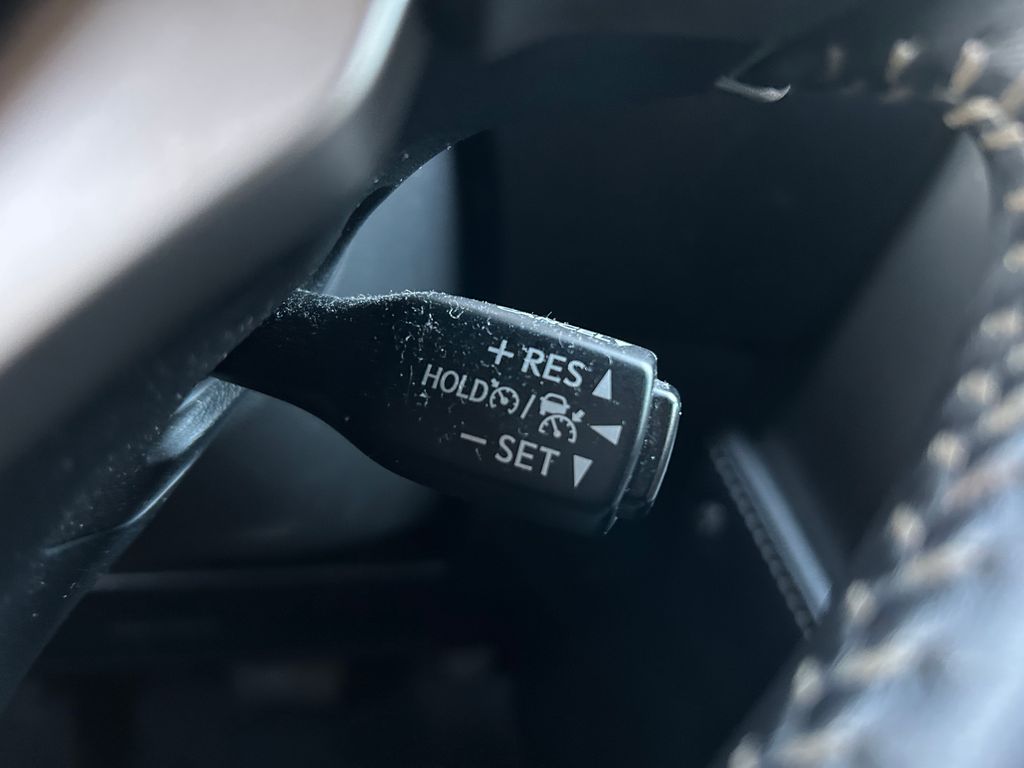 + RES
HOLD /
− SET